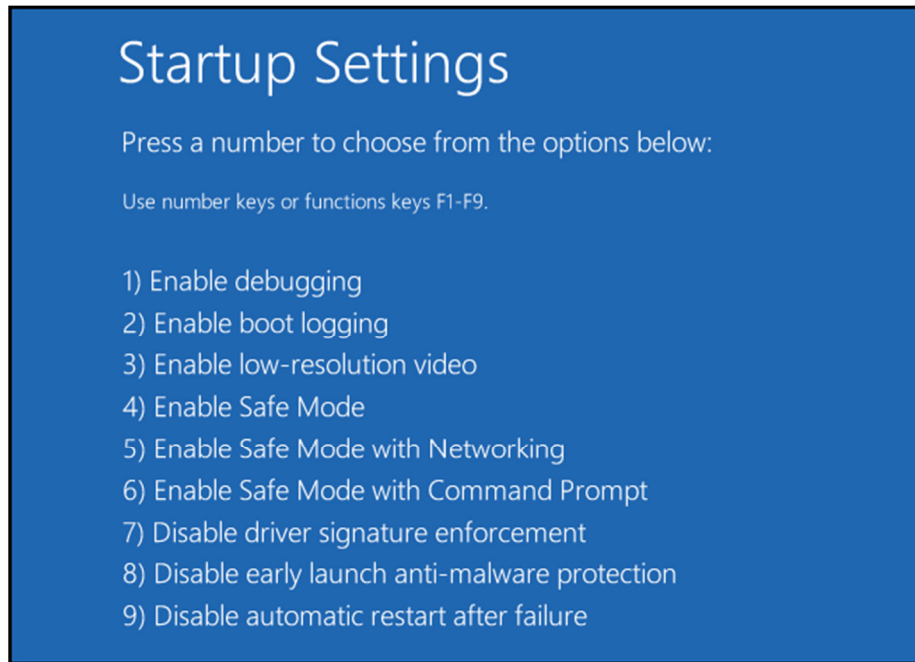 Startup Settings
Press a number to choose from the options below:
Use number keys or functions keys F1-F9.
1) Enable debugging
2) Enable boot logging
3) Enable low-resolution video
4) Enable Safe Mode
5) Enable Safe Mode with Networking
6) Enable Safe Mode with Command Prompt
7) Disable driver signature enforcement
8) Disable early launch anti-malware protection
9) Disable automatic restart after failure